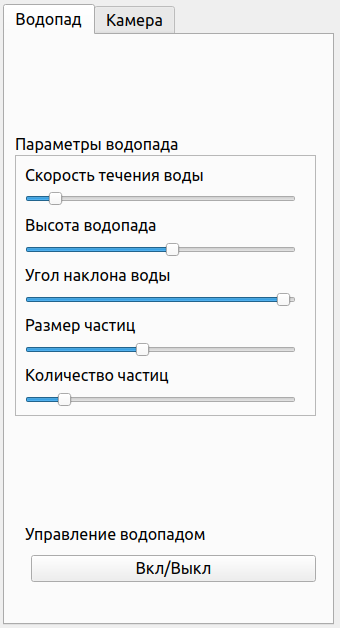 Водопад Камера
Параметры водопада
Скорость течения воды
Высота водопада
Угол наклона воды
Размер частиц
Количество частиц
Управление водопадом
Вкл/Выкл